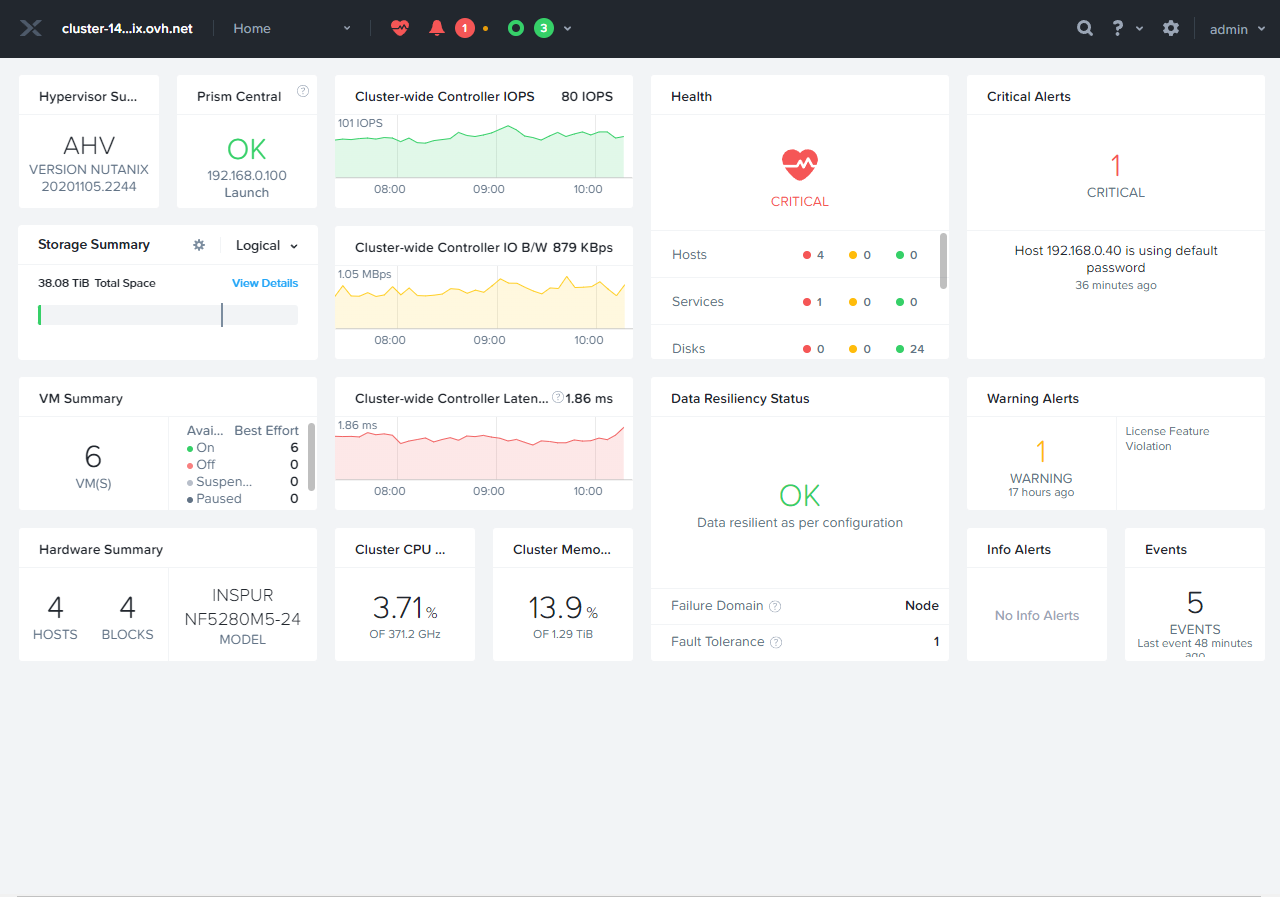 cluster-14...ix.ovh.net
Home
1
3
?
admin
Hypervisor Su...
AHV
VERSION NUTANIX
20201105.2244
Prism Central
?
OK
192.168.0.100
Launch
Cluster-wide Controller IOPS 80 IOPS
101 IOPS
08:00 09:00 10:00
Health
CRITICAL
Hosts 4 0 0
Services 1 0 0
Disks 0 0 24
Critical Alerts
1
CRITICAL
Host 192.168.0.40 is using default
password
36 minutes ago
Storage Summary
Logical
38.08 TiB Total Space
View Details
Cluster-wide Controller IO B/W 879 KBps
1.05 MBps
08:00 09:00 10:00
VM Summary
6
VM(S)
Avai... Best Effort
On 6
Off 0
Suspen... 0
Paused 0
Cluster-wide Controller Laten... ? 1.86 ms
1.86 ms
08:00 09:00 10:00
Data Resiliency Status
OK
Data resilient as per configuration
Failure Domain ? Node
Fault Tolerance ? 1
Warning Alerts
1
WARNING
17 hours ago
License Feature
Violation
Hardware Summary
4
HOSTS
4
BLOCKS
INSPUR
NF5280M5-24
MODEL
Cluster CPU ...
3.71 %
OF 371.2 GHz
Cluster Memo...
13.9 %
OF 1.29 TiB
Info Alerts
No Info Alerts
Events
5
EVENTS
Last event 48 minutes
ago